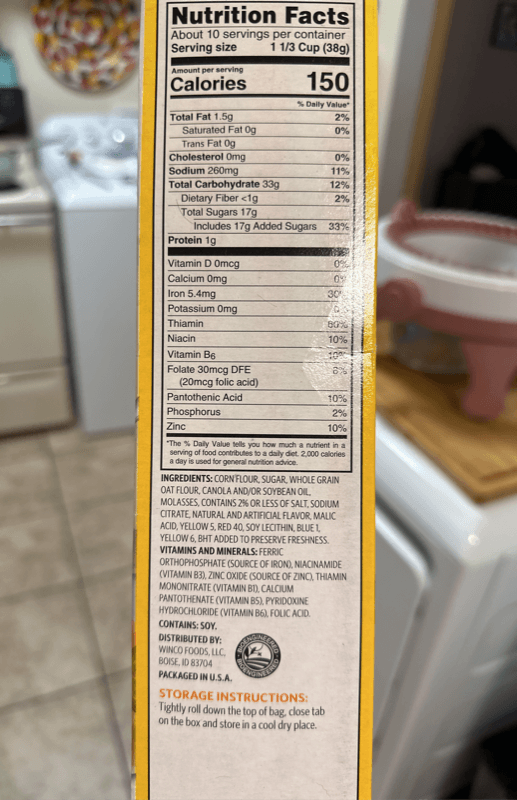 Nutrition Facts
About 10 servings per container
Serving size 1 1/3 Cup (38g)
Amount per serving
Calories 150
% Daily Value*
Total Fat 1.5g 2%
Saturated Fat 0g 0%
Trans Fat 0g
Cholesterol 0mg 0%
Sodium 260mg 11%
Total Carbohydrate 33g 12%
Dietary Fiber <1g 2%
Total Sugars 17g
Includes 17g Added Sugars 33%
Protein 1g
Vitamin D 0mcg 0%
Calcium 0mg 0%
Iron 5.4mg 30%
Potassium 0mg
Thiamin
Niacin 10%
Vitamin B6 10%
Folate 30mcg DFE 8%
(20mcg folic acid)
Pantothenic Acid 10%
Phosphorus 2%
Zinc 10%
*The % Daily Value tells you how much a nutrient in a
serving of food contributes to a daily diet. 2,000 calories
a day is used for general nutrition advice.
INGREDIENTS: CORN FLOUR, SUGAR, WHOLE GRAIN
OAT FLOUR, CANOLA AND/OR SOYBEAN OIL,
MOLASSES, CONTAINS 2% OR LESS OF SALT, SODIUM
CITRATE, NATURAL AND ARTIFICIAL FLAVOR, MALIC
ACID, YELLOW 5, RED 40, SOY LECITHIN, BLUE 1,
YELLOW 6, BHT ADDED TO PRESERVE FRESHNESS.
VITAMINS AND MINERALS: FERRIC
ORTHOPHOSPHATE (SOURCE OF IRON), NIACINAMIDE
(VITAMIN B3), ZINC OXIDE (SOURCE OF ZINC), THIAMIN
MONONITRATE (VITAMIN B1), CALCIUM
PANTOTHENATE (VITAMIN B5), PYRIDOXINE
HYDROCHLORIDE (VITAMIN B6), FOLIC ACID.
CONTAINS: SOY.
DISTRIBUTED BY:
WINCO FOODS, LLC,
BOISE, ID 83704
PACKAGED IN U.S.A.
BIOENGINEERED
BIOENGINEERED
STORAGE INSTRUCTIONS:
Tightly roll down the top of bag, close tab
on the box and store in a cool dry place.